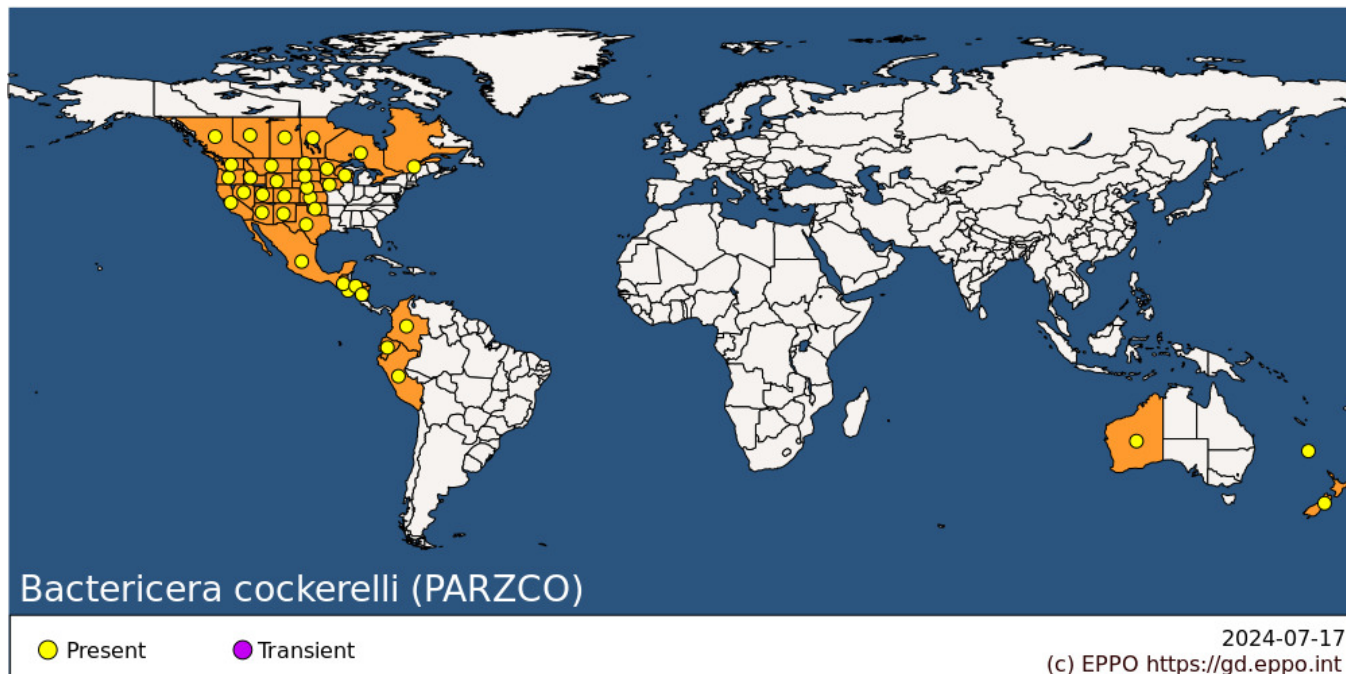 Bactericera cockerelli (PARZCO)
Present
Transient
2024-07-17
(c) EPPO https://gd.eppo.int